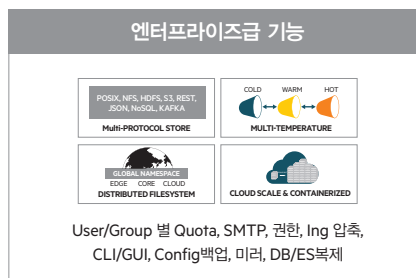 엔터프라이즈급 기능
POSIX, NFS, HDFS, S3, REST,
JSON, NoSQL, KAFKA
Multi-PROTOCOL STORE
COLD WARM HOT
MULTI-TEMPERATURE
GLOBAL NAMESPACE
EDGE CORE CLOUD
DISTRIBUTED FILESYSTEM
CLOUD SCALE & CONTAINERIZED
User/Group 별 Quota, SMTP, 권한, Ing 압축,
CLI/GUI, Config백업, 미러, DB/ES복제